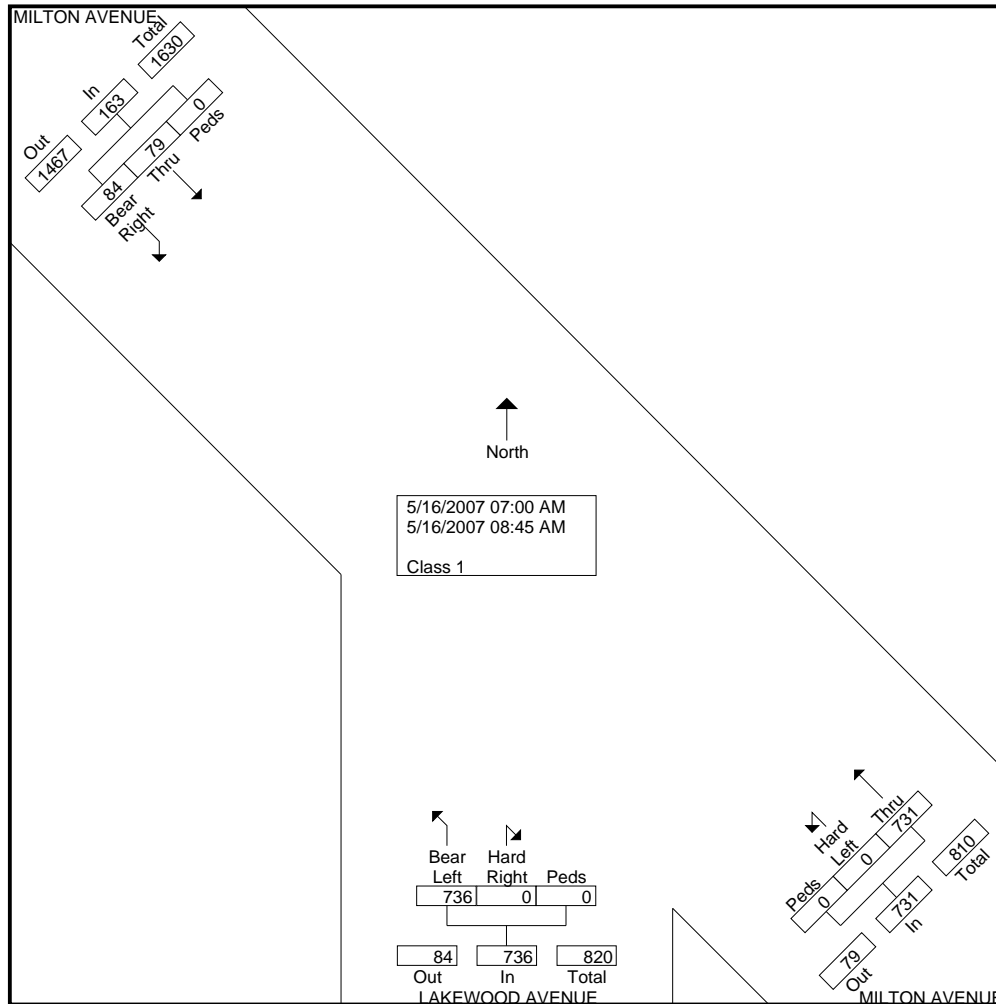 MILTON AVENUE
Out
In
Total
1467
163
1630
84
79
0
Bear
Right
Thru
Peds
North
5/16/2007 07:00 AM
5/16/2007 08:45 AM
Class 1
Bear
Left
Hard
Right
Peds
736
0
0
84
736
820
Out
In
Total
LAKEWOOD AVENUE
Peds
Hard
Left
Thru
0
0
731
79
731
810
Out
In
Total
MILTON AVENUE